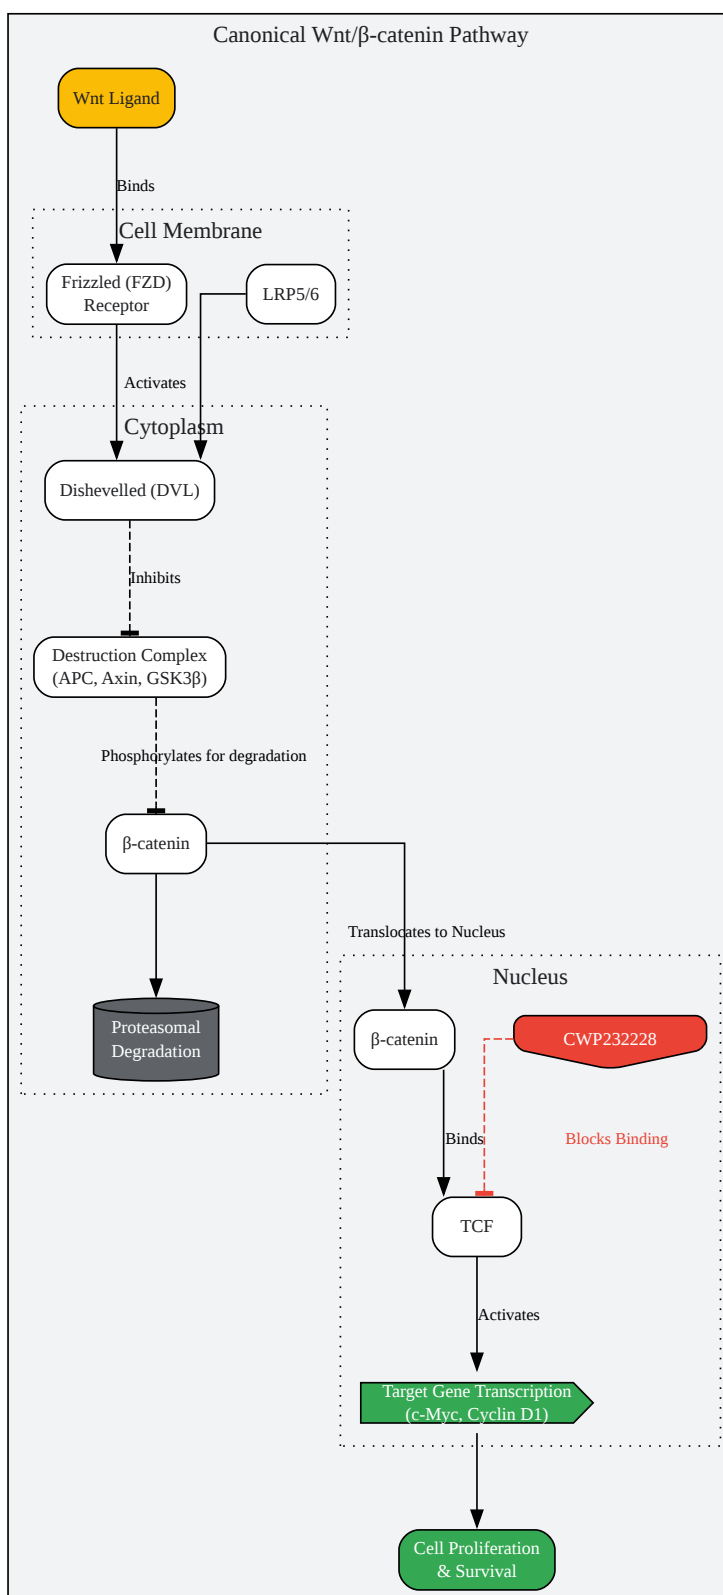 Canonical Wnt/β-catenin Pathway
Wnt Ligand
Binds
Cell Membrane
Frizzled (FZD)
Receptor
LRP5/6
Activates
Cytoplasm
Dishevelled (DVL)
Inhibits
Destruction Complex
(APC, Axin, GSK3β)
Phosphorylates for degradation
β-catenin
Translocates to Nucleus
Proteasomal
Degradation
Nucleus
β-catenin
CWP232228
Binds
Blocks Binding
TCF
Activates
Target Gene Transcription
(c-Myc, Cyclin D1)
Cell Proliferation
& Survival